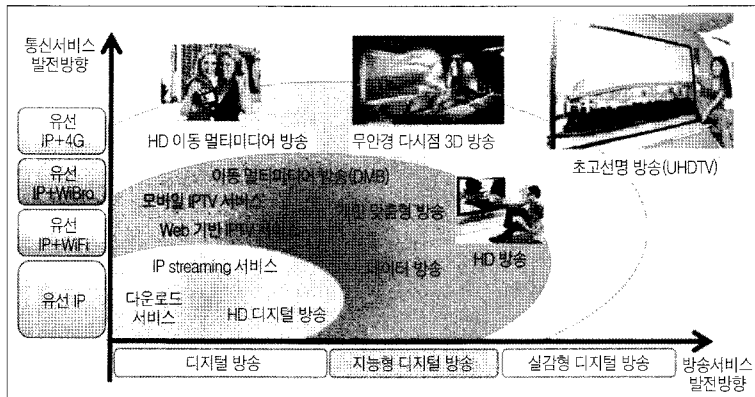 통신서비스
발전방향
HD 이동 멀티미디어 방송
무안경 다시점 3D 방송
초고선명 방송(UHDTV)
유선
IP+4G
유선
IP+WiBro
유선
IP+WiFi
유선 IP
이동 멀티미디어 방송(DMB)
모바일 IPTV 서비스
개인 맞춤형 방송
Web 기반 IPTV 서비스
HD 방송
데이터 방송
IP streaming 서비스
다운로드
서비스
HD 디지털 방송
디지털 방송
지능형 디지털 방송
실감형 디지털 방송
방송서비스
발전방향